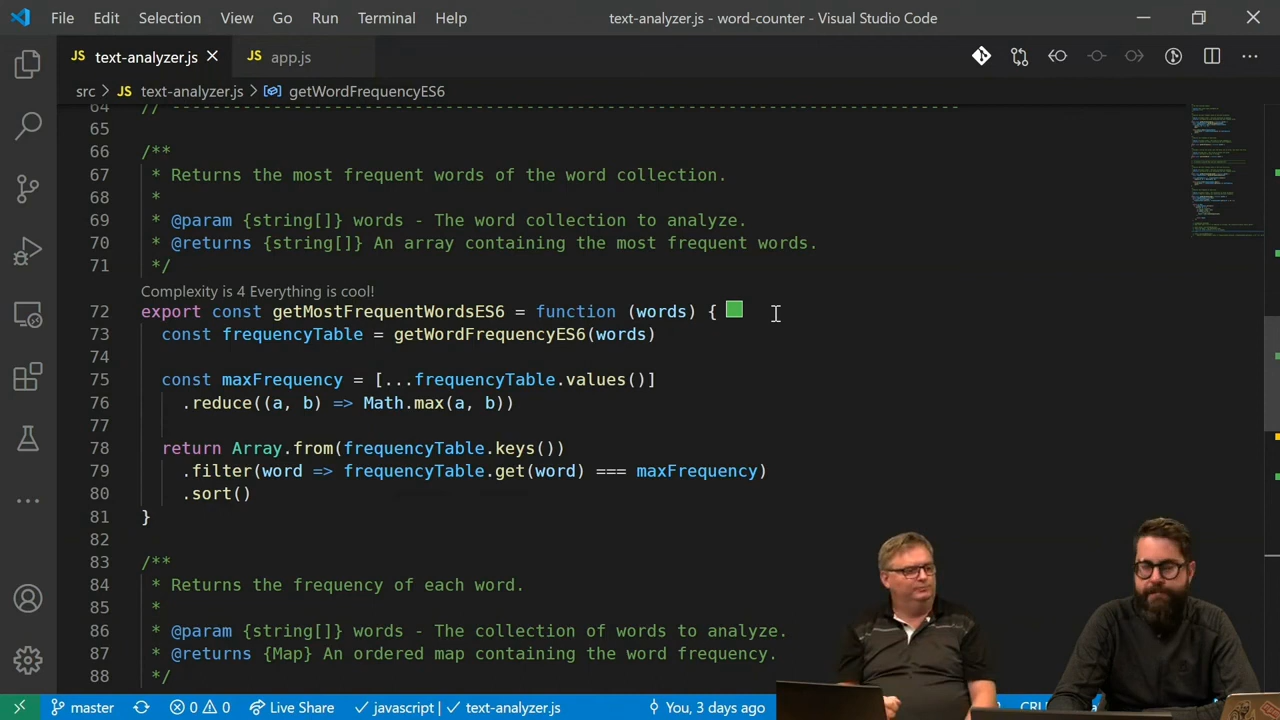 File Edit Selection View Go Run Terminal Help text-analyzer.js - word-counter - Visual Studio Code
JS text-analyzer.js JS app.js
src > JS text-analyzer.js > getWordFrequencyES6
64 // -------------------------------------------------------------------------------
65
66 /**
67 * Returns the most frequent words of the word collection.
68 *
69 * @param {string[]} words - The word collection to analyze.
70 * @returns {string[]} An array containing the most frequent words.
71 */
Complexity is 4 Everything is cool!
72 export const getMostFrequentWordsES6 = function (words) {
73 const frequencyTable = getWordFrequencyES6(words)
74
75 const maxFrequency = [...frequencyTable.values()]
76 .reduce((a, b) => Math.max(a, b))
77
78 return Array.from(frequencyTable.keys())
79 .filter(word => frequencyTable.get(word) === maxFrequency)
80 .sort()
81 }
82
83 /**
84 * Returns the frequency of each word.
85 *
86 * @param {string[]} words - The collection of words to analyze.
87 * @returns {Map} An ordered map containing the word frequency.
88 */
master 0 0 Live Share javascript | text-analyzer.js You, 3 days ago